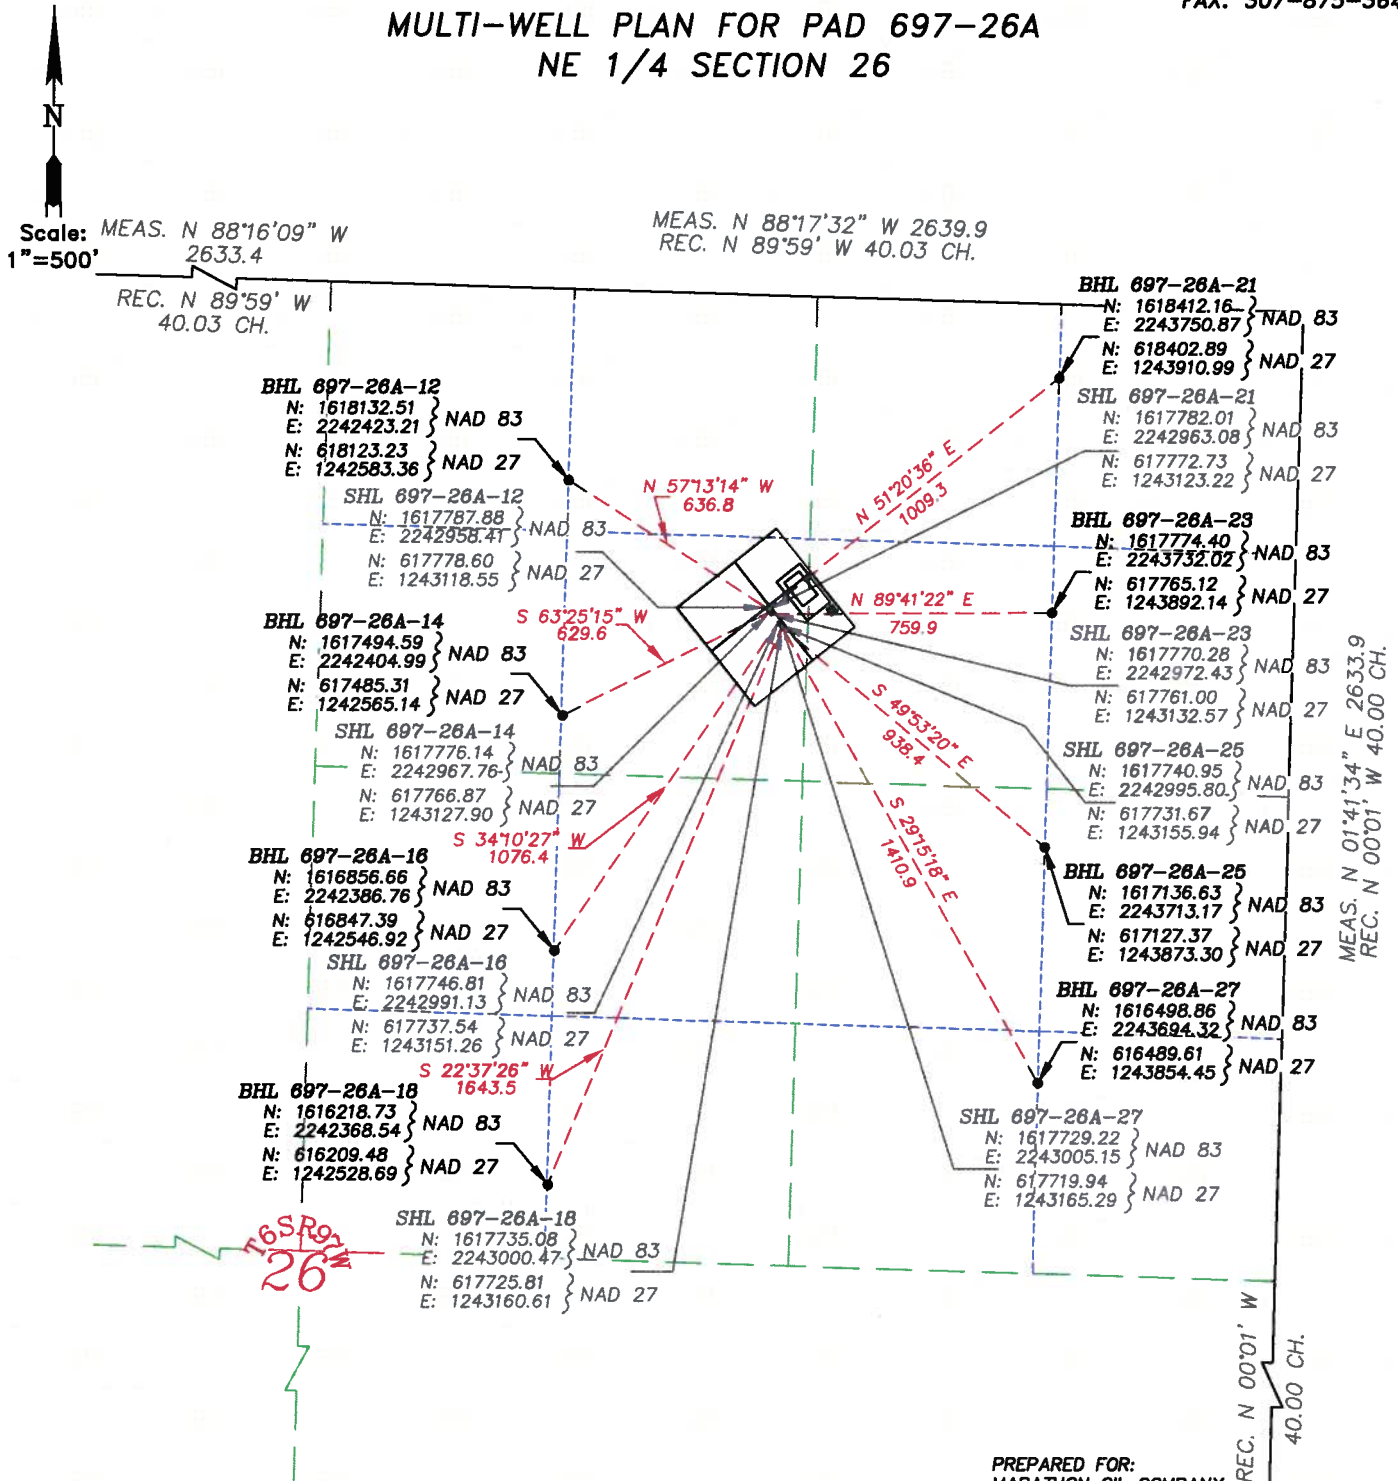 MULTI-WELL PLAN FOR PAD 697-26A
NE 1/4 SECTION 26
N
Scale:
1"=500'
MEAS. N 88°16'09" W
2633.4
REC. N 89°59' W
40.03 CH.
MEAS. N 88°17'32" W 2639.9
REC. N 89°59' W 40.03 CH.
BHL 697-26A-21
N: 1618412.16
E: 2243750.87
NAD 83
N: 618402.89
E: 1243910.99
NAD 27
SHL 697-26A-21
N: 1617782.01
E: 2242963.08
NAD 83
N: 617772.73
E: 1243123.22
NAD 27
BHL 697-26A-12
N: 1618132.51
E: 2242423.21
NAD 83
N: 618123.23
E: 1242583.36
NAD 27
SHL 697-26A-12
N: 1617787.88
E: 2242958.41
NAD 83
N: 617778.60
E: 1243118.55
NAD 27
N 57°13'14" W
636.8
N 51°20'36" E
1009.3
BHL 697-26A-23
N: 1617774.40
E: 2243732.02
NAD 83
N: 617765.12
E: 1243892.14
NAD 27
N 89°41'22" E
759.9
SHL 697-26A-23
N: 1617770.28
E: 2242972.43
NAD 83
N: 617761.00
E: 1243132.57
NAD 27
BHL 697-26A-14
N: 1617494.59
E: 2242404.99
NAD 83
N: 617485.31
E: 1242565.14
NAD 27
S 63°25'15" W
629.6
SHL 697-26A-14
N: 1617776.14
E: 2242967.76
NAD 83
N: 617766.87
E: 1243127.90
NAD 27
S 49°53'20" E
938.4
SHL 697-26A-25
N: 1617740.95
E: 2242995.80
NAD 83
N: 617731.67
E: 1243155.94
NAD 27
S 34°10'27" W
1076.4
S 29°15'18" E
1410.9
BHL 697-26A-16
N: 1616856.66
E: 2242386.76
NAD 83
N: 616847.39
E: 1242546.92
NAD 27
SHL 697-26A-16
N: 1617746.81
E: 2242991.13
NAD 83
N: 617737.54
E: 1243151.26
NAD 27
BHL 697-26A-25
N: 1617136.63
E: 2243713.17
NAD 83
N: 617127.37
E: 1243873.30
NAD 27
MEAS. N 01°41'34" E 2633.9
REC. N 00°01' W 40.00 CH.
BHL 697-26A-27
N: 1616498.86
E: 2243694.32
NAD 83
N: 616489.61
E: 1243854.45
NAD 27
S 22°37'26" W
1643.5
BHL 697-26A-18
N: 1616218.73
E: 2242368.54
NAD 83
N: 616209.48
E: 1242528.69
NAD 27
SHL 697-26A-27
N: 1617729.22
E: 2243005.15
NAD 83
N: 617719.94
E: 1243165.29
NAD 27
SHL 697-26A-18
N: 1617735.08
E: 2243000.47
NAD 83
N: 617725.81
E: 1243160.61
NAD 27
T6SR97W
26
REC. N 00°01' W
40.00 CH.
PREPARED FOR:
MARATHON OIL COMPANY